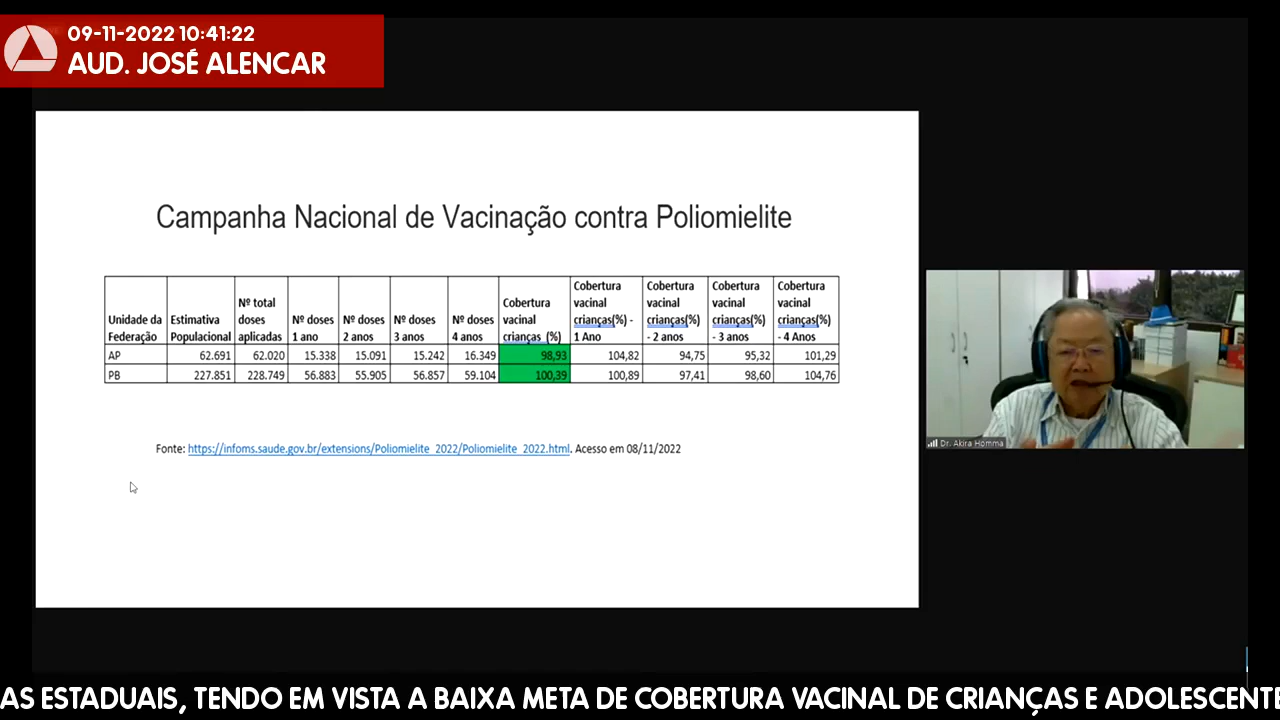 09-11-2022 10:41:22
AUD. JOSÉ ALENCAR
Campanha Nacional de Vacinação contra Poliomielite
Unidade da Federação Estimativa Populacional Nº total doses aplicadas Nº doses 1 ano Nº doses 2 anos Nº doses 3 anos Nº doses 4 anos Cobertura vacinal crianças (%) Cobertura vacinal crianças(%) - 1 Ano Cobertura vacinal crianças(%) - 2 anos Cobertura vacinal crianças(%) - 3 anos Cobertura vacinal crianças(%) - 4 Anos
AP 62.691 62.020 15.338 15.091 15.242 16.349 98,93 104,82 94,75 95,32 101,29
PB 227.851 228.749 56.883 55.905 56.857 59.104 100,39 100,89 97,41 98,60 104,76
Fonte: https://infoms.saude.gov.br/extensions/Poliomielite_2022/Poliomielite_2022.html. Acesso em 08/11/2022
Dr. Akira Homma
AS ESTADUAIS, TENDO EM VISTA A BAIXA META DE COBERTURA VACINAL DE CRIANÇAS E ADOLESCENTE